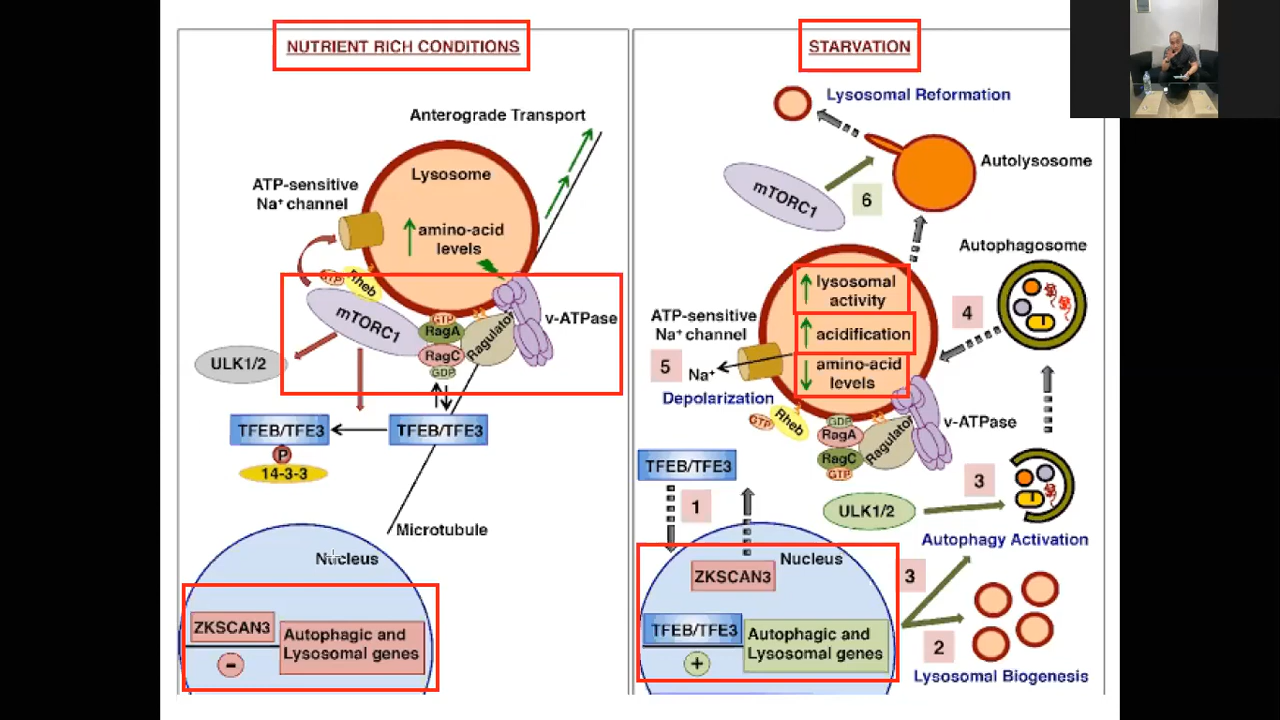 NUTRIENT RICH CONDITIONS
Anterograde Transport
Lysosome
ATP-sensitive
Na+ channel
amino-acid
levels
GTP
Rheb
mTORC1
GTP
RagA
RagC
GDP
Ragulator
v-ATPase
ULK1/2
TFEB/TFE3
TFEB/TFE3
P
14-3-3
Microtubule
Nucleus
ZKSCAN3
-
Autophagic and
Lysosomal genes
STARVATION
Lysosomal Reformation
Autolysosome
mTORC1
6
Autophagosome
lysosomal
activity
acidification
amino-acid
levels
ATP-sensitive
Na+ channel
5
Na+
Depolarization
4
GTP
Rheb
GDP
RagA
RagC
GTP
Ragulator
v-ATPase
TFEB/TFE3
1
ULK1/2
3
Autophagy Activation
Nucleus
ZKSCAN3
3
TFEB/TFE3
+
Autophagic and
Lysosomal genes
2
Lysosomal Biogenesis